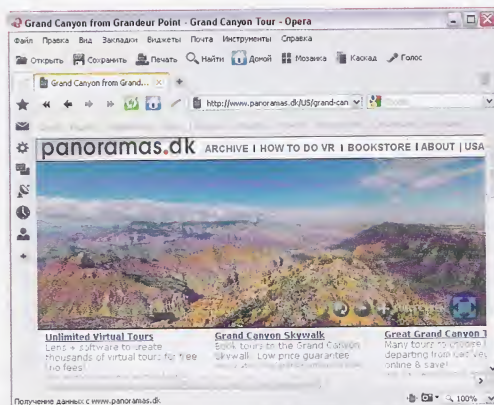 Grand Canyon from Grandeur Point - Grand Canyon Tour - Opera
Файл Правка Вид Закладки Виджеты Почта Инструменты Справка
Открыть Сохранить Печать Найти Домой Мозаика Каскад Голос
Grand Canyon from Grand...
http://www.panoramas.dk/US/grand-can
panoramas.dk ARCHIVE | HOW TO DO VR | BOOKSTORE | ABOUT | USA
Unlimited Virtual Tours Grand Canyon Skywalk Great Grand Canyon T
Lens + software to create Book tours to the Grand Canyon Many tours to choose
thousands of virtual tours for free Skywalk. Low price guarantee departing from Las Veg
(no fees) online & save!
Получение данных с www.panoramas.dk 100%